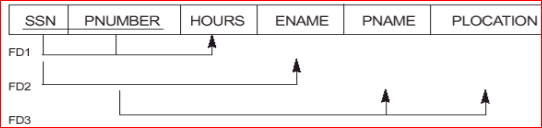 SSN PNUMBER HOURS ENAME PNAME PLOCATION
FD1
FD2
FD3